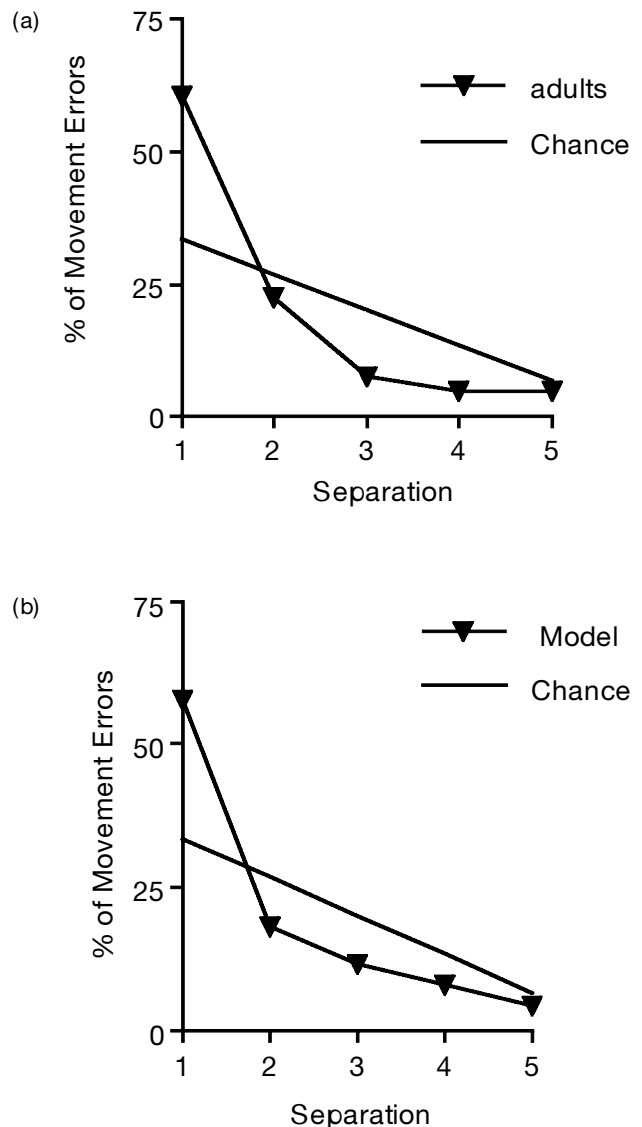 (a)
75
50
25
0
% of Movement Errors
adults
Chance
1 2 3 4 5
Separation
(b)
75
50
25
0
% of Movement Errors
Model
Chance
1 2 3 4 5
Separation